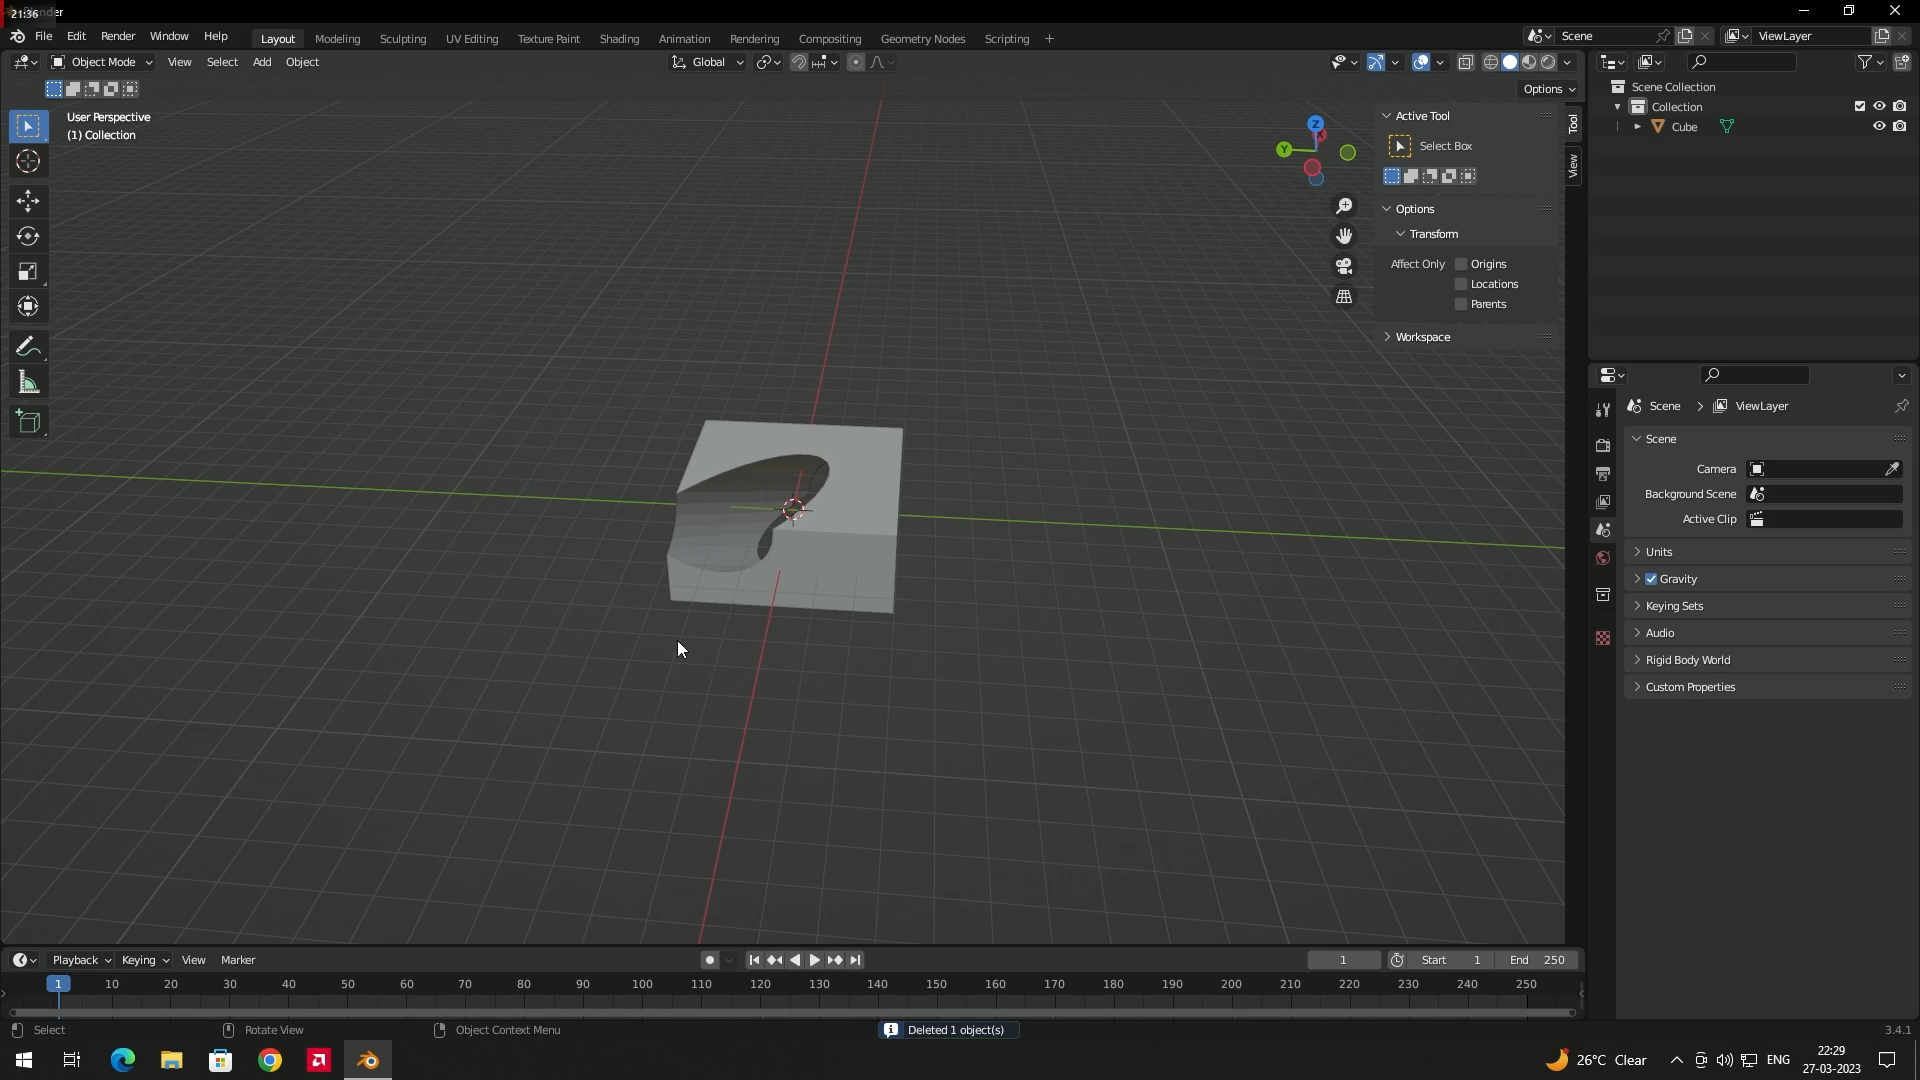 21:36 Blender
File Edit Render Window Help Layout Modeling Sculpting UV Editing Texture Paint Shading Animation Rendering Compositing Geometry Nodes Scripting + Scene ViewLayer
Object Mode View Select Add Object Global
Options
User Perspective
(1) Collection
Z
X
Y
Active Tool
Select Box
Options
Transform
Affect Only Origins
Locations
Parents
Workspace
Tool
View
Scene Collection
Collection
Cube
Scene > ViewLayer
Scene
Camera
Background Scene
Active Clip
Units
Gravity
Keying Sets
Audio
Rigid Body World
Custom Properties
Playback Keying View Marker 1 Start 1 End 250
1 10 20 30 40 50 60 70 80 90 100 110 120 130 140 150 160 170 180 190 200 210 220 230 240 250
Select Rotate View Object Context Menu Deleted 1 object(s) 3.4.1
26°C Clear ENG 22:29
27-03-2023